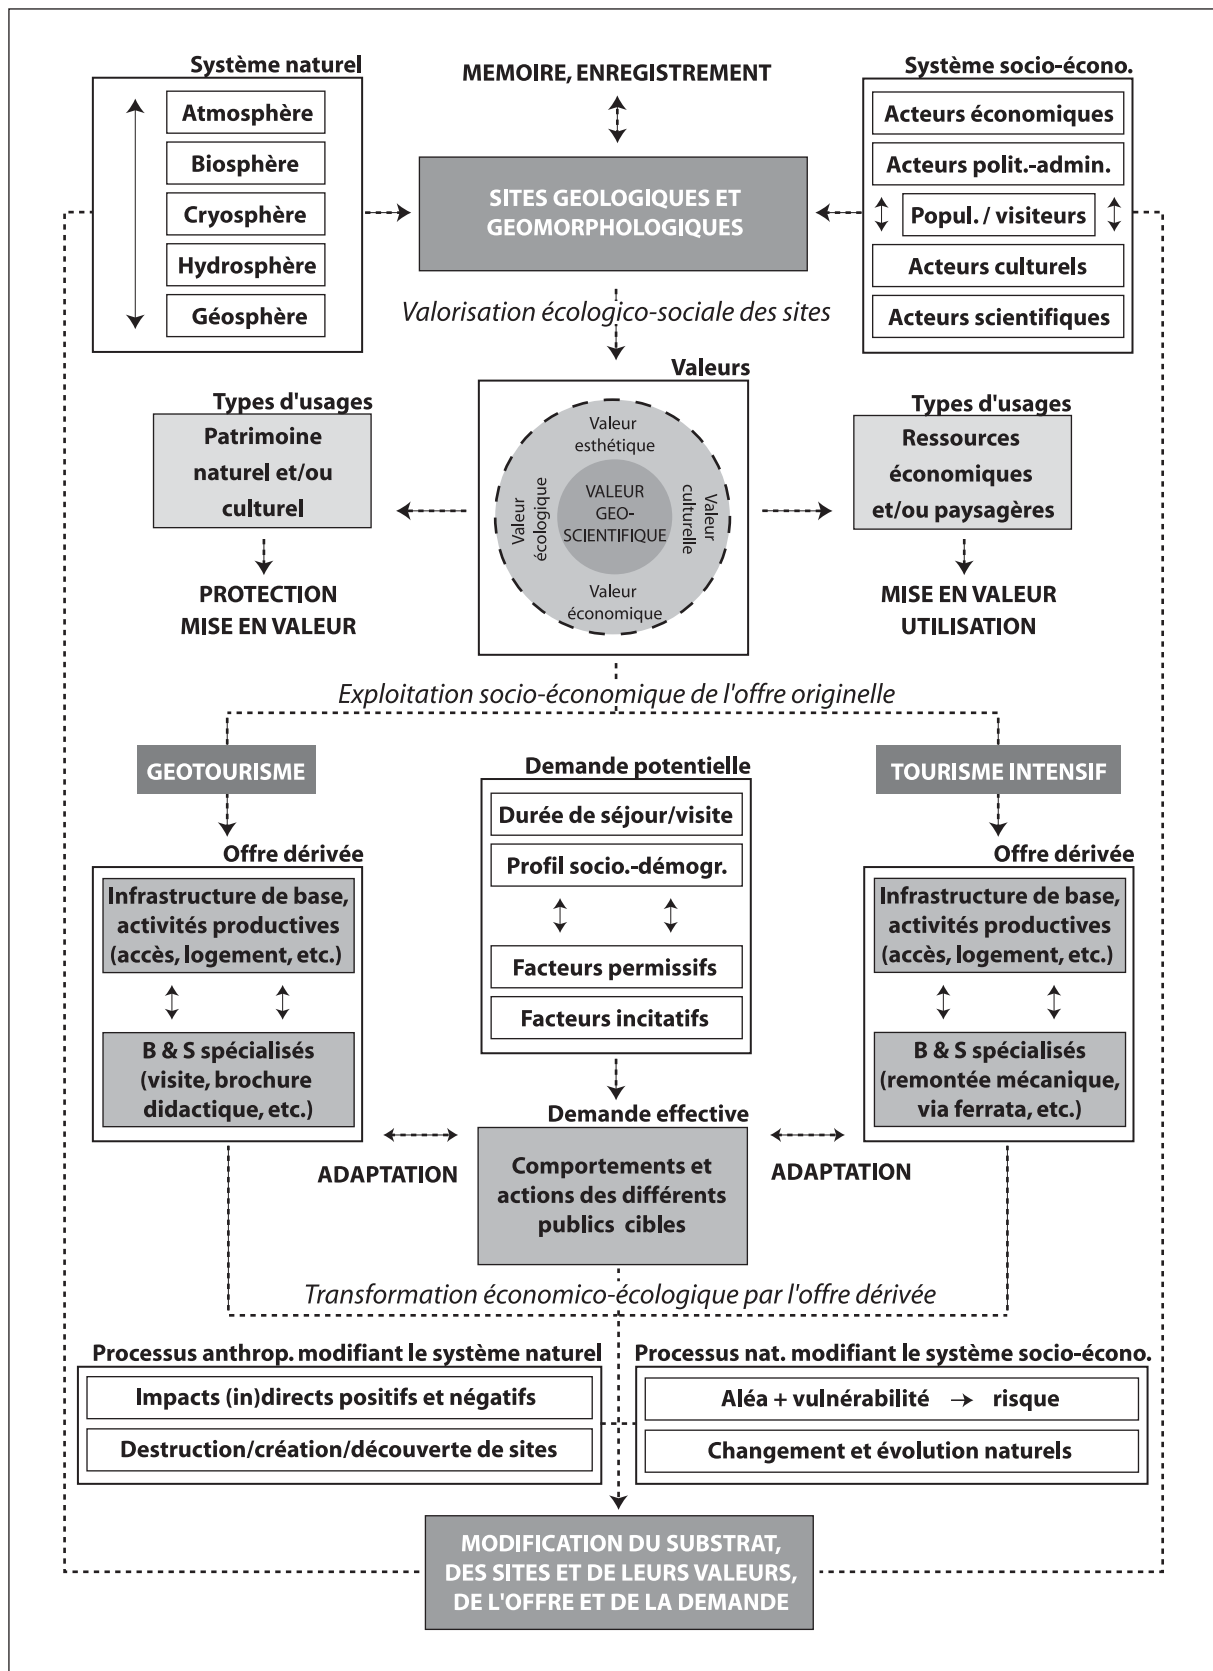 Système naturel
Atmosphère
Biosphère
Cryosphère
Hydrosphère
Géosphère
MEMOIRE, ENREGISTREMENT
SITES GEOLOGIQUES ET
GEOMORPHOLOGIQUES
Système socio-écono.
Acteurs économiques
Acteurs polit.-admin.
Popul. / visiteurs
Acteurs culturels
Acteurs scientifiques
Valorisation écologico-sociale des sites
Types d'usages
Patrimoine
naturel et/ou
culturel
PROTECTION
MISE EN VALEUR
Valeurs
Valeur
esthétique
Valeur
écologique
VALEUR
GEO-
SCIENTIFIQUE
Valeur
culturelle
Valeur
économique
Types d'usages
Ressources
économiques
et/ou paysagères
MISE EN VALEUR
UTILISATION
Exploitation socio-économique de l'offre originelle
GEOTOURISME
Offre dérivée
Infrastructure de base,
activités productives
(accès, logement, etc.)
B & S spécialisés
(visite, brochure
didactique, etc.)
Demande potentielle
Durée de séjour/visite
Profil socio.-démogr.
Facteurs permissifs
Facteurs incitatifs
TOURISME INTENSIF
Offre dérivée
Infrastructure de base,
activités productives
(accès, logement, etc.)
B & S spécialisés
(remontée mécanique,
via ferrata, etc.)
ADAPTATION
Demande effective
Comportements et
actions des différents
publics cibles
ADAPTATION
Transformation économico-écologique par l'offre dérivée
Processus anthrop. modifiant le système naturel
Impacts (in)directs positifs et négatifs
Destruction/création/découverte de sites
Processus nat. modifiant le système socio-écono.
Aléa + vulnérabilité → risque
Changement et évolution naturels
MODIFICATION DU SUBSTRAT,
DES SITES ET DE LEURS VALEURS,
DE L'OFFRE ET DE LA DEMANDE